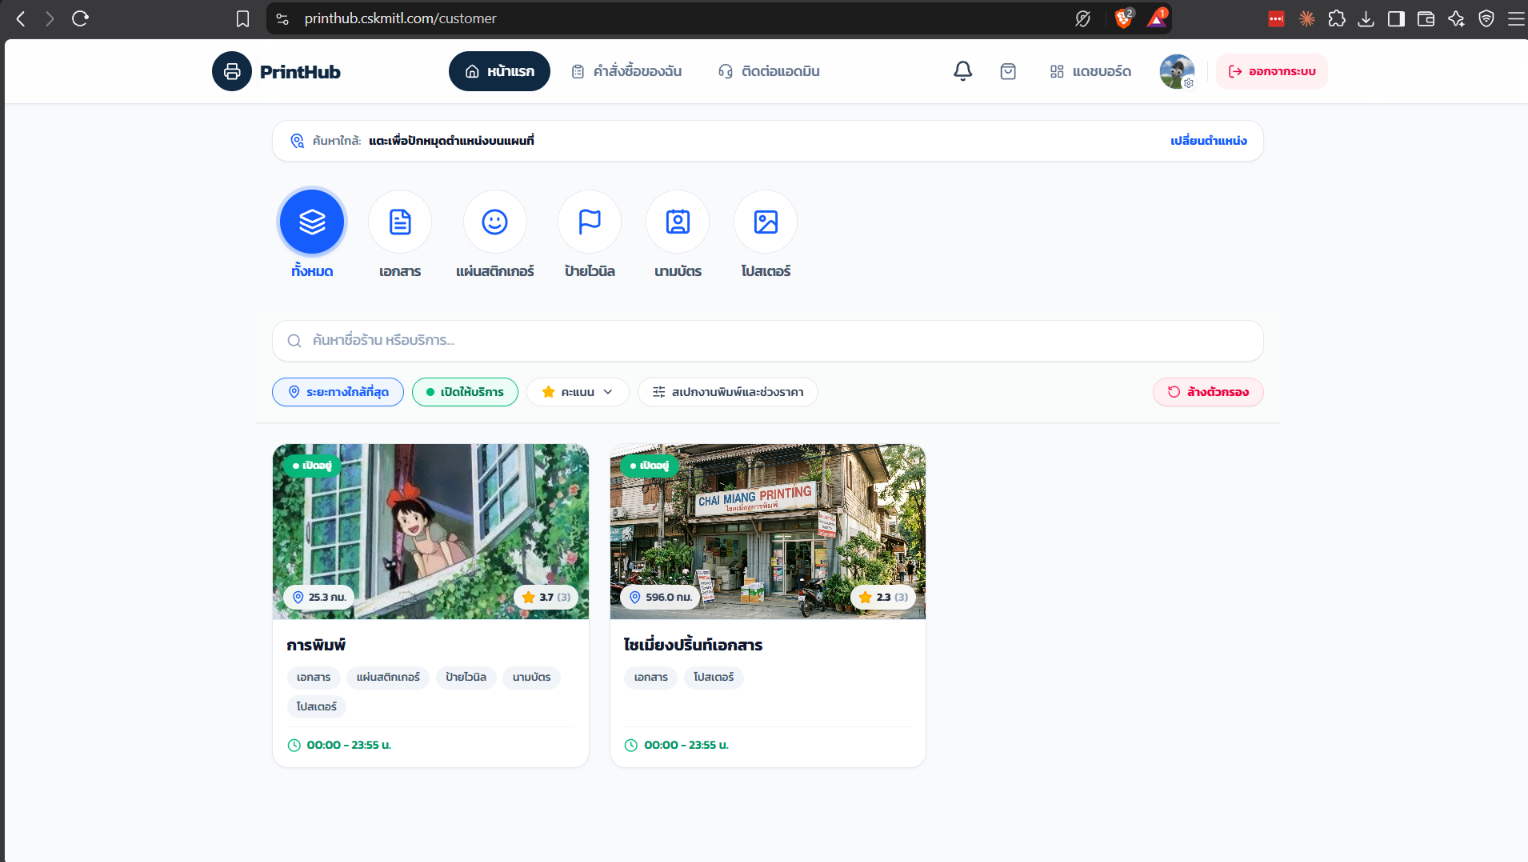 printhub.cskmitl.com/customer
2
1
PrintHub
หน้าแรก
คำสั่งซื้อของฉัน
ติดต่อแอดมิน
แดชบอร์ด
ออกจากระบบ
ค้นหาใกล้: แตะเพื่อปักหมุดตำแหน่งบนแผนที่
เปลี่ยนตำแหน่ง
ทั้งหมด
เอกสาร
แผ่นสติกเกอร์
ป้ายไวนิล
นามบัตร
โปสเตอร์
ค้นหาชื่อร้าน หรือบริการ...
ระยะทางใกล้ที่สุด
เปิดให้บริการ
คะแนน
สเปกงานพิมพ์และช่วงราคา
ล้างตัวกรอง
เปิดอยู่
25.3 กม.
3.7 (3)
การพิมพ์
เอกสาร
แผ่นสติกเกอร์
ป้ายไวนิล
นามบัตร
โปสเตอร์
00:00 - 23:55 น.
เปิดอยู่
CHAI MIANG PRINTING
596.0 กม.
2.3 (3)
ไชเมี่ยงปริ้นท์เอกสาร
เอกสาร
โปสเตอร์
00:00 - 23:55 น.